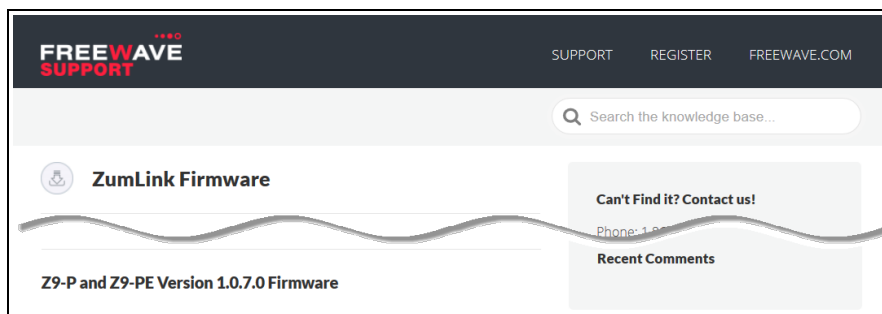 FREEWAVE
SUPPORT
SUPPORT REGISTER FREEWAVE.COM
Search the knowledge base...
ZumLink Firmware
Can't Find it? Contact us!
Phone:
Recent Comments
Z9-P and Z9-PE Version 1.0.7.0 Firmware